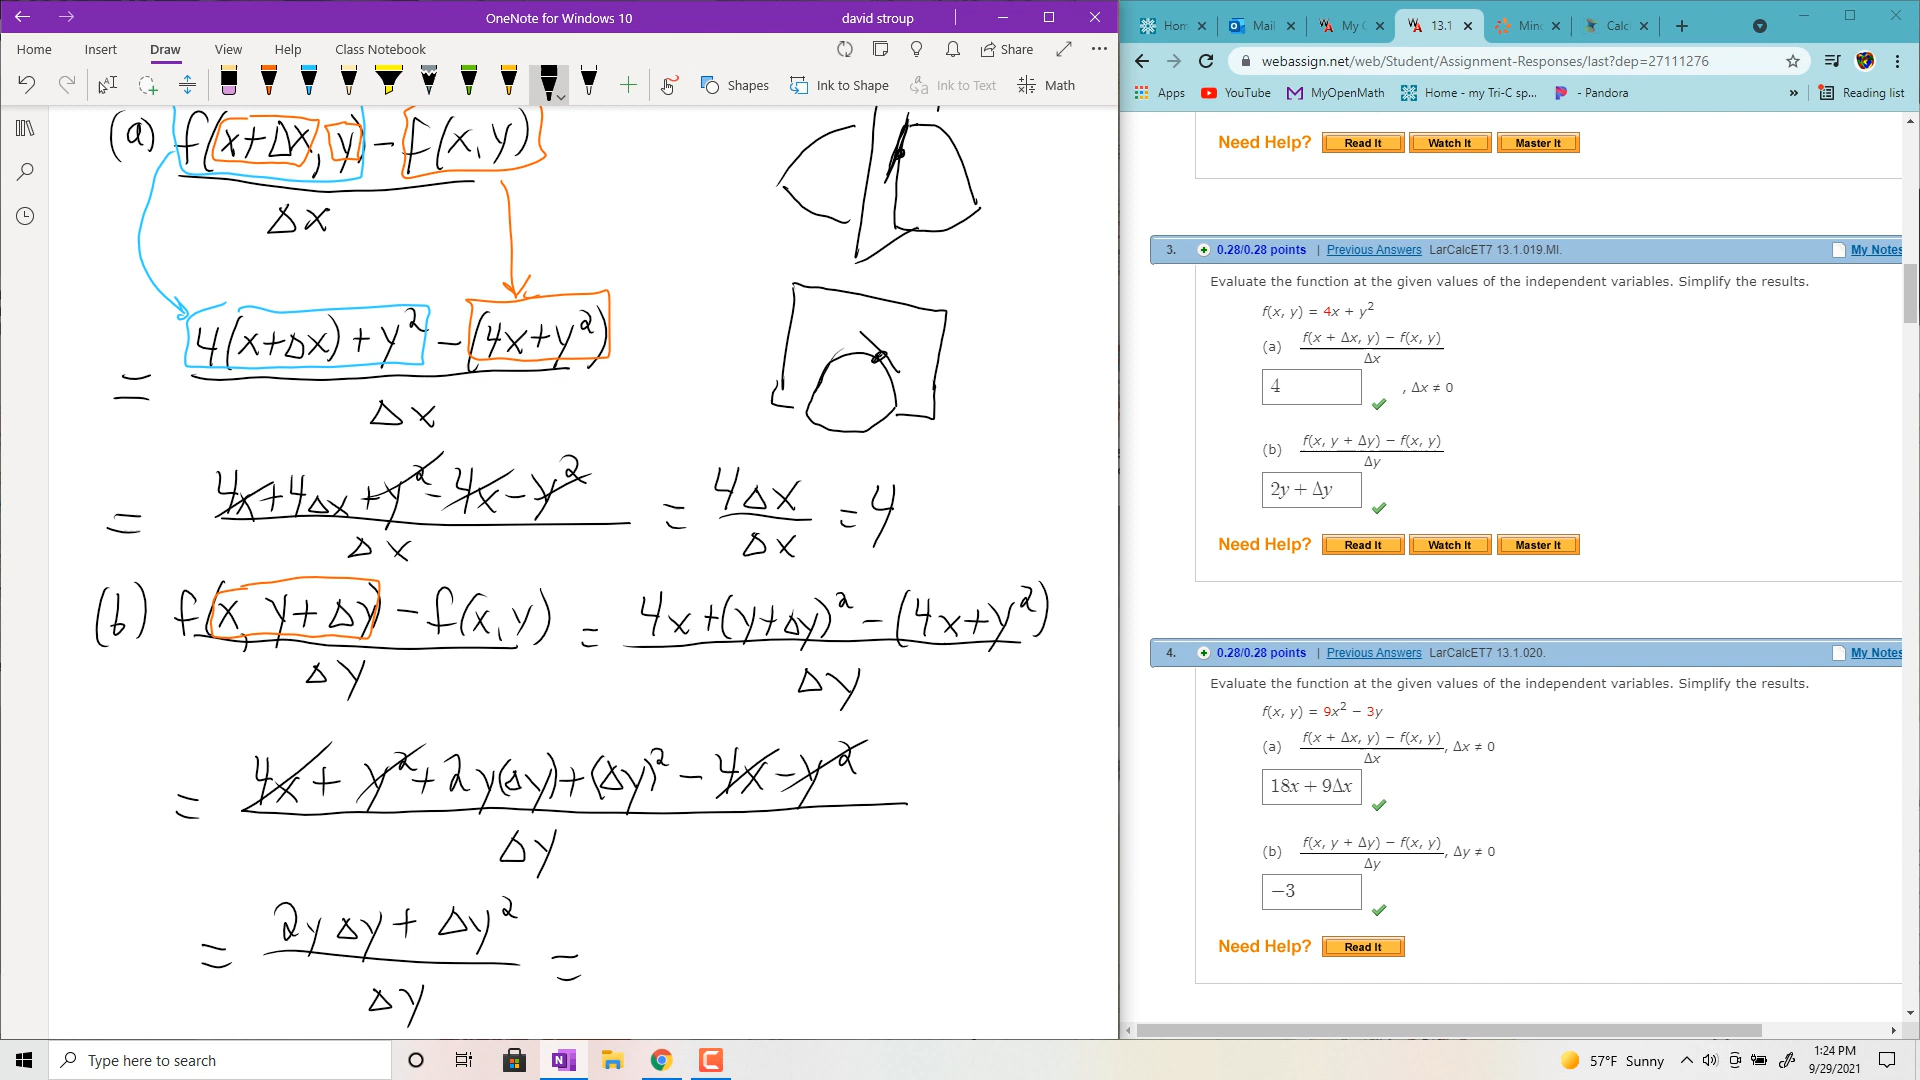 OneNote for Windows 10
david stroup
Home Insert Draw View Help Class Notebook
Share
Shapes
Ink to Shape
Ink to Text
Math
(a) f(x+Δx, y) − f(x, y)
Δx
= 4(x+Δx)+y² − (4x+y²)
Δx
= 4x+4Δx+y²−4x−y² = 4Δx = 4
Δx Δx
(b) f(x, y+Δy) − f(x, y) = 4x+(y+Δy)² − (4x+y²)
Δy Δy
= 4x + y² + 2y(Δy)+(Δy)² − 4x − y²
Δy
= 2yΔy + Δy² =
Δy
Hom
Mail
My C
13.1
Minc
Calc
webassign.net/web/Student/Assignment-Responses/last?dep=27111276
Apps
YouTube
MyOpenMath
Home - my Tri-C sp...
- Pandora
»
Reading list
Need Help? Read It Watch It Master It
3. 0.28/0.28 points | Previous Answers LarCalcET7 13.1.019.MI. My Notes
Evaluate the function at the given values of the independent variables. Simplify the results.
f(x, y) = 4x + y²
(a) f(x + Δx, y) − f(x, y)
Δx
4 , Δx ≠ 0
(b) f(x, y + Δy) − f(x, y)
Δy
2y + Δy
Need Help? Read It Watch It Master It
4. 0.28/0.28 points | Previous Answers LarCalcET7 13.1.020. My Notes
Evaluate the function at the given values of the independent variables. Simplify the results.
f(x, y) = 9x² − 3y
(a) f(x + Δx, y) − f(x, y) , Δx ≠ 0
Δx
18x + 9Δx
(b) f(x, y + Δy) − f(x, y) , Δy ≠ 0
Δy
−3
Need Help? Read It
Type here to search
57°F Sunny
1:24 PM
9/29/2021